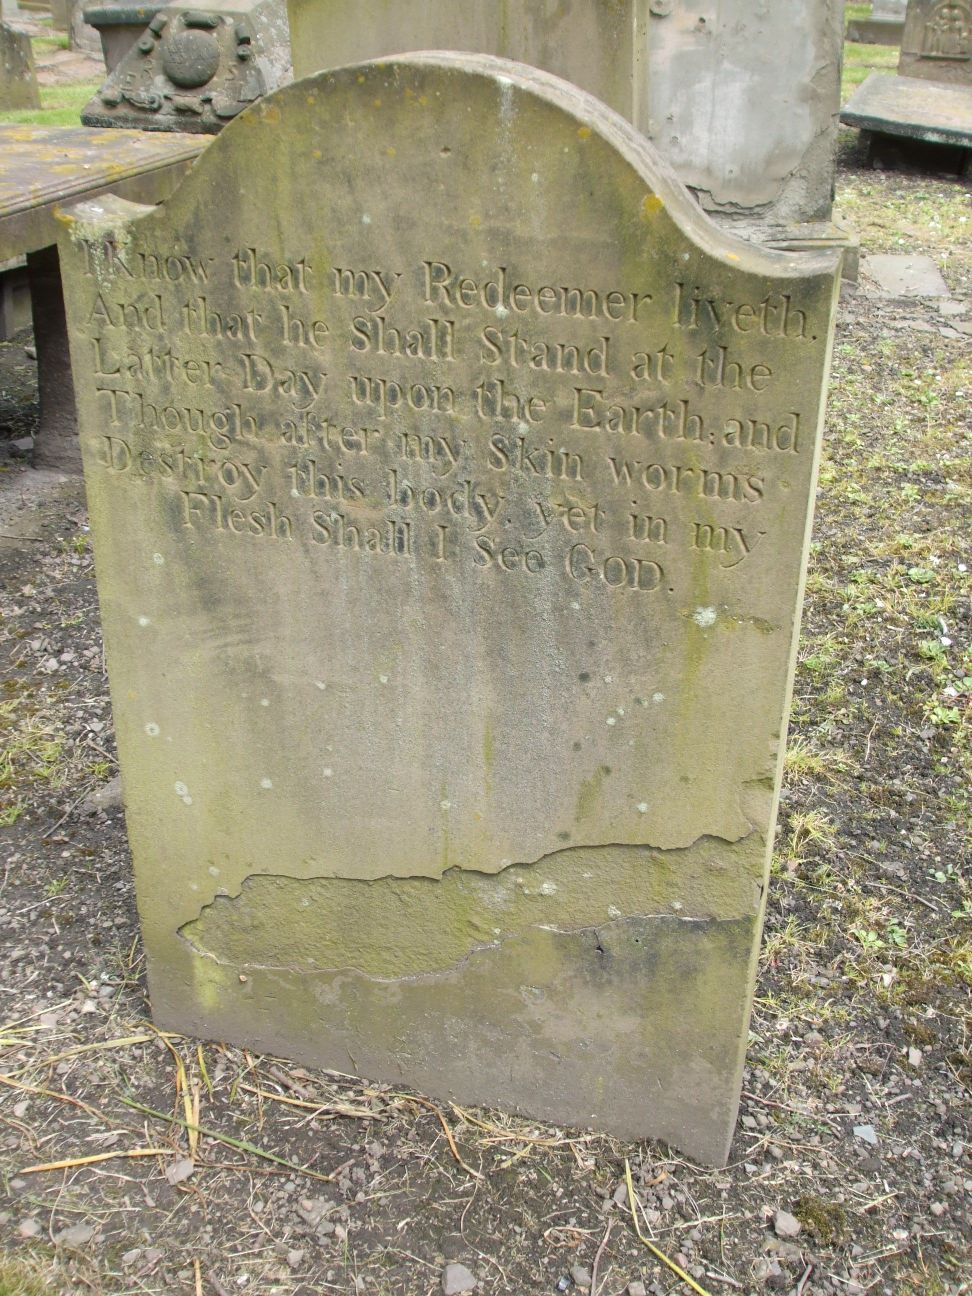 I Know that my Redeemer liveth.
And that he Shall Stand at the
Latter Day upon the Earth; and
Though after my Skin worms
Destroy this body, yet in my
Flesh Shall I See GOD.